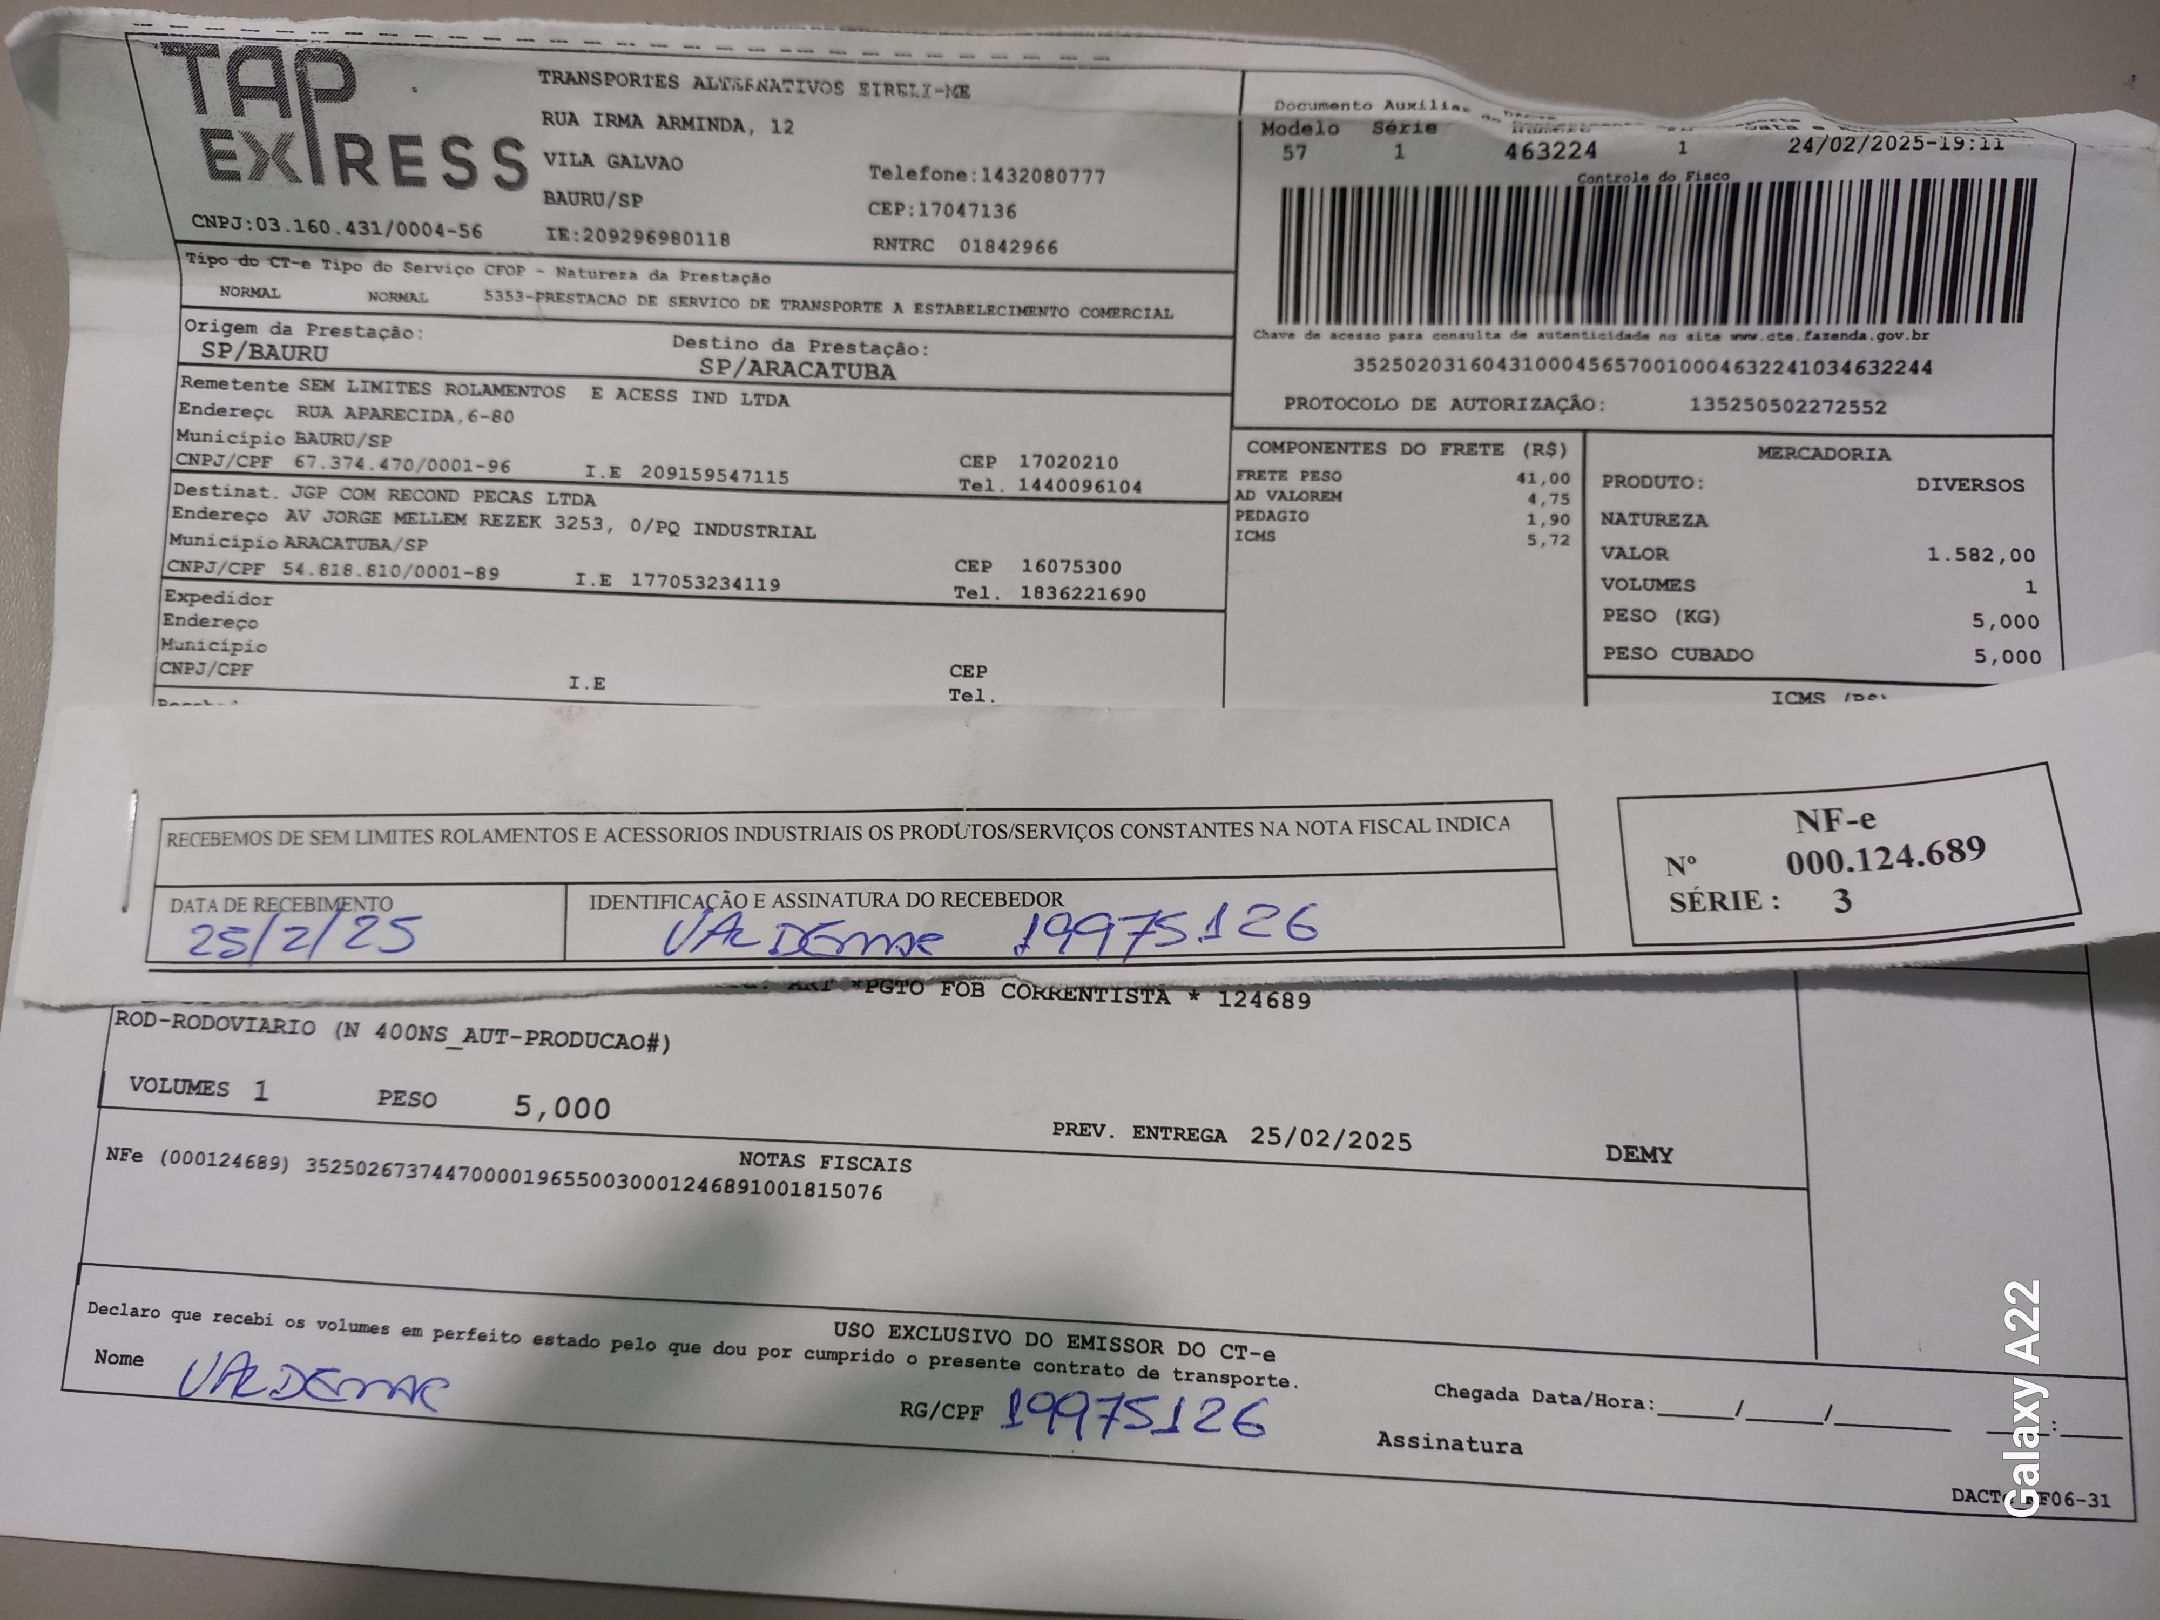 TAP EXPRESS
TRANSPORTES ALTERNATIVOS EIRELI-ME
RUA IRMA ARMINDA, 12
VILA GALVAO
Telefone:1432080777
BAURU/SP
CEP:17047136
CNPJ:03.160.431/0004-56
IE:209296980118
RNTRC 01842966
Tipo do CT-e Tipo do Serviço CFOP - Natureza da Prestação
NORMAL NORMAL 5353-PRESTACAO DE SERVICO DE TRANSPORTE A ESTABELECIMENTO COMERCIAL
Origem da Prestação:
SP/BAURU
Destino da Prestação:
SP/ARACATUBA
Remetente SEM LIMITES ROLAMENTOS E ACESS IND LTDA
Endereço RUA APARECIDA,6-80
Município BAURU/SP
CNPJ/CPF 67.374.470/0001-96 I.E 209159547115
CEP 17020210
Tel. 1440096104
Destinat. JGP COM RECOND PECAS LTDA
Endereço AV JORGE MELLEM REZEK 3253, 0/PQ INDUSTRIAL
Município ARACATUBA/SP
CNPJ/CPF 54.818.810/0001-89 I.E 177053234119
CEP 16075300
Tel. 1836221690
Expedidor
Endereço
Município
CNPJ/CPF
I.E
CEP
Tel.
Documento Auxiliar
Modelo Série
57 1 463224 1 24/02/2025-19:11
Controle do Fisco
Chave de acesso para consulta de autenticidade no site www.cte.fazenda.gov.br
35250203160431000456570010004632241034632244
PROTOCOLO DE AUTORIZAÇÃO: 135250502272552
COMPONENTES DO FRETE (R$)
FRETE PESO 41,00
AD VALOREM 4,75
PEDAGIO 1,90
ICMS 5,72
MERCADORIA
PRODUTO: DIVERSOS
NATUREZA
VALOR 1.582,00
VOLUMES 1
PESO (KG) 5,000
PESO CUBADO 5,000
ICMS
RECEBEMOS DE SEM LIMITES ROLAMENTOS E ACESSORIOS INDUSTRIAIS OS PRODUTOS/SERVIÇOS CONSTANTES NA NOTA FISCAL INDICA
DATA DE RECEBIMENTO
25/2/25
IDENTIFICAÇÃO E ASSINATURA DO RECEBEDOR
VALDEMAR 19975126
NF-e
Nº 000.124.689
SÉRIE : 3
*PGTO FOB CORRENTISTA * 124689
ROD-RODOVIARIO (N 400NS_AUT-PRODUCAO#)
VOLUMES 1 PESO 5,000
PREV. ENTREGA 25/02/2025 DEMY
NOTAS FISCAIS
NFe (000124689) 35250267374470000196550030001246891001815076
USO EXCLUSIVO DO EMISSOR DO CT-e
Declaro que recebi os volumes em perfeito estado pelo que dou por cumprido o presente contrato de transporte.
Nome VALDEMAR
RG/CPF 19975126
Chegada Data/Hora:_____/_____/_______ ____:____
Assinatura
F06-31
Galaxy A22